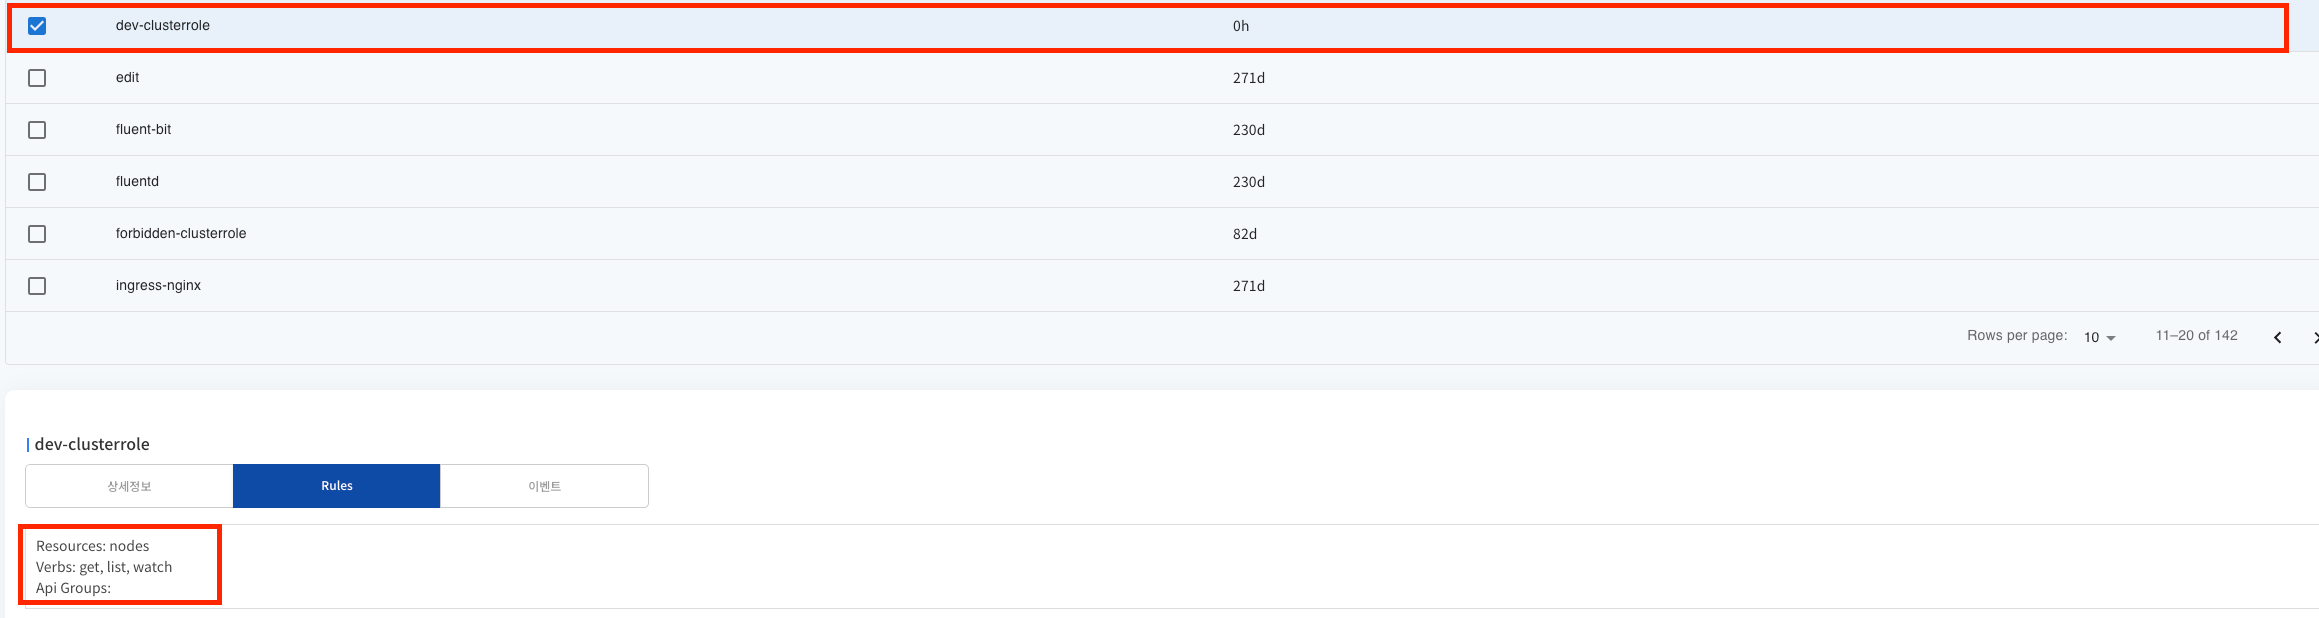 dev-clusterrole 0h
edit 271d
fluent-bit 230d
fluentd 230d
forbidden-clusterrole 82d
ingress-nginx 271d
Rows per page: 10 11–20 of 142
dev-clusterrole
상세정보 Rules 이벤트
Resources: nodes
Verbs: get, list, watch
Api Groups: